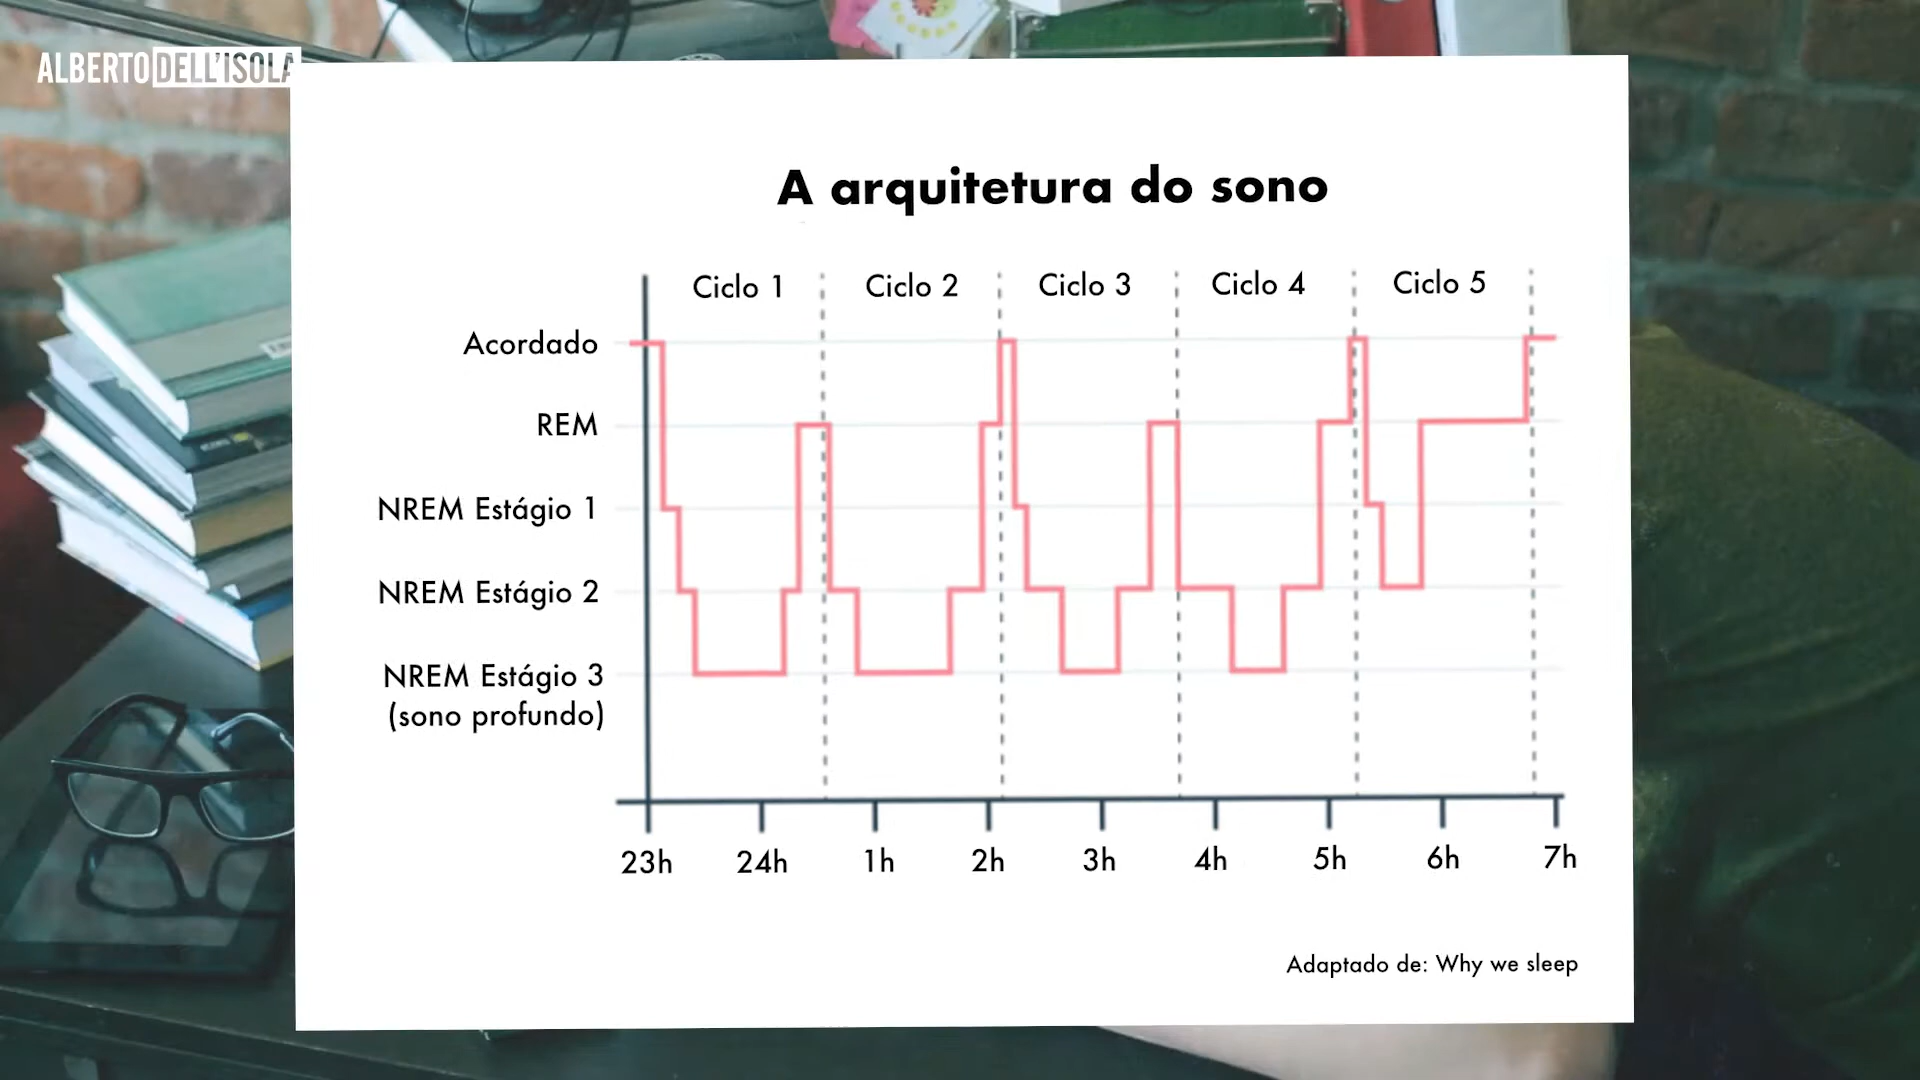 ALBERTODELL'ISOLA
A arquitetura do sono
Ciclo 1 Ciclo 2 Ciclo 3 Ciclo 4 Ciclo 5
Acordado
REM
NREM Estágio 1
NREM Estágio 2
NREM Estágio 3
(sono profundo)
23h 24h 1h 2h 3h 4h 5h 6h 7h
Adaptado de: Why we sleep